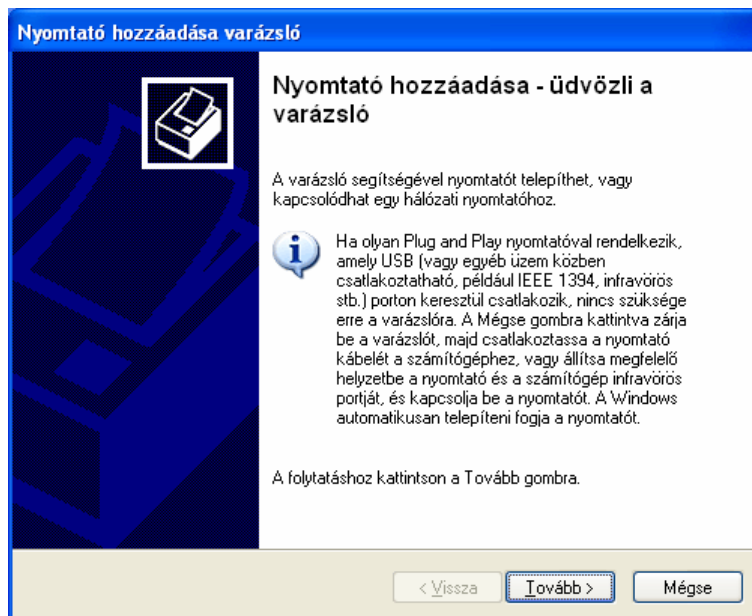 Nyomtató hozzáadása varázsló
Nyomtató hozzáadása - üdvözli a
varázsló
A varázsló segítségével nyomtatót telepíthet, vagy
kapcsolódhat egy hálózati nyomtatóhoz.
Ha olyan Plug and Play nyomtatóval rendelkezik,
amely USB (vagy egyéb üzem közben
csatlakoztatható, például IEEE 1394, infravörös
stb.) porton keresztül csatlakozik, nincs szüksége
erre a varázslóra. A Mégse gombra kattintva zárja
be a varázslót, majd csatlakoztassa a nyomtató
kábelét a számítógéphez, vagy állítsa megfelelő
helyzetbe a nyomtató és a számítógép infravörös
portját, és kapcsolja be a nyomtatót. A Windows
automatikusan telepíteni fogja a nyomtatót.
A folytatáshoz kattintson a Tovább gombra.
< Vissza Tovább > Mégse